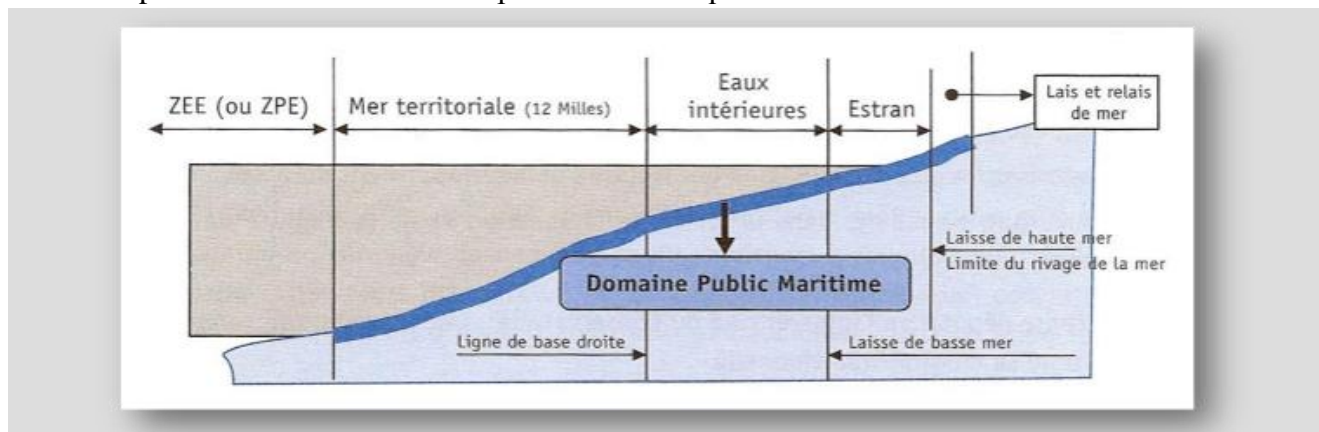 ZEE (ou ZPE)
Mer territoriale (12 Milles)
Eaux
intérieures
Estran
Lais et relais
de mer
Laisse de haute mer
Limite du rivage de la mer
Domaine Public Maritime
Ligne de base droite
Laisse de basse mer